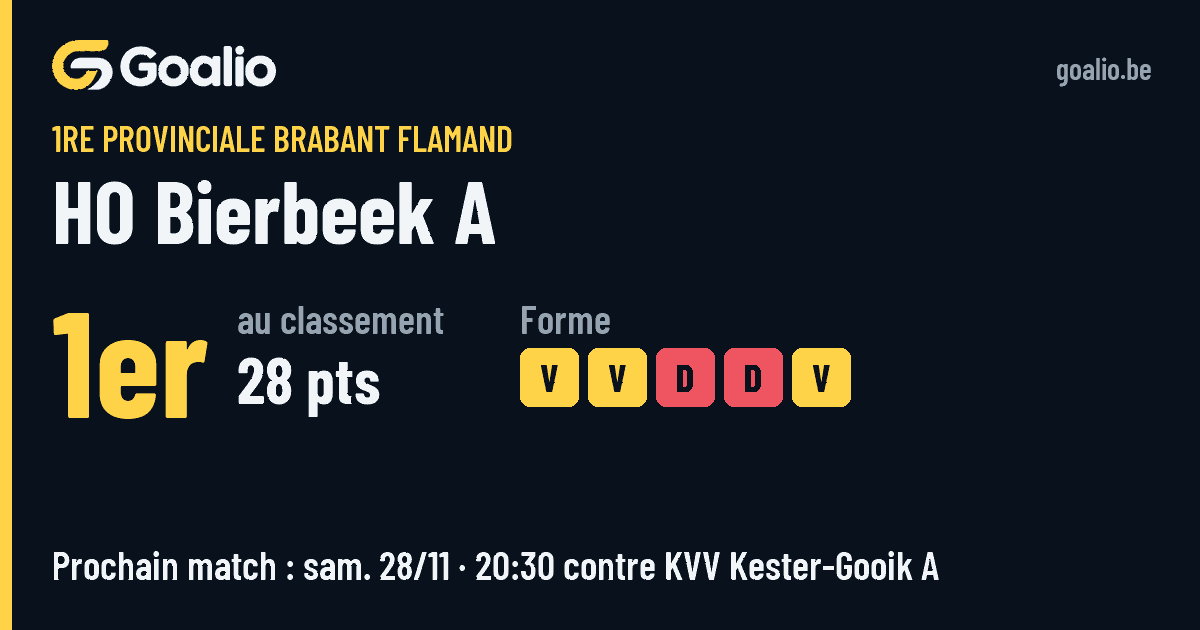 Goalio
goalio.be
1RE PROVINCIALE BRABANT FLAMAND
HO Bierbeek A
1er
au classement
28 pts
Forme
V V D D V
Prochain match : sam. 28/11 · 20:30 contre KVV Kester-Gooik A